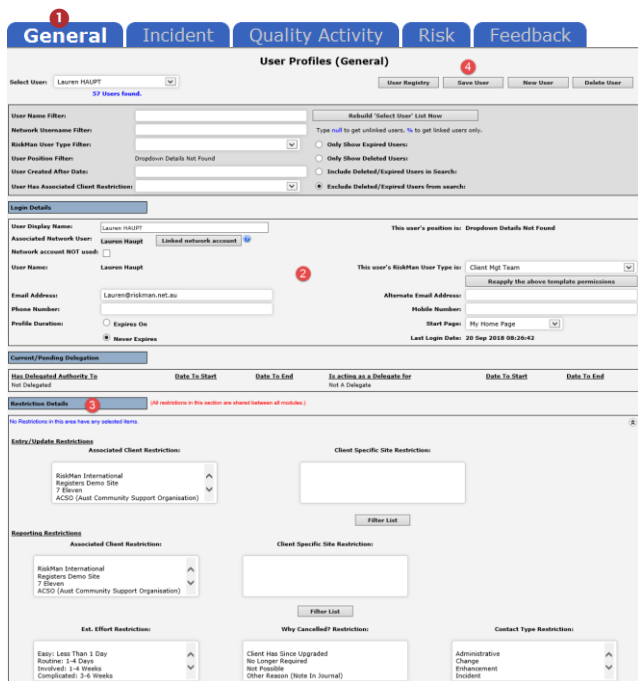 1
General Incident Quality Activity Risk Feedback
User Profiles (General)
4
Select User: Lauren HAUPT User Registry Save User New User Delete User
57 Users found.
User Name Filter: Rebuild 'Select User' List Now
Network Username Filter: Type null to get unlinked users, % to get linked users only.
RiskMan User Type Filter: Only Show Expired Users:
User Position Filter: Dropdown Details Not Found Only Show Deleted Users:
User Created After Date: Include Deleted/Expired Users in Search:
User Has Associated Client Restriction: Exclude Deleted/Expired Users from search:
Login Details
User Display Name: Lauren HAUPT This user's position is: Dropdown Details Not Found
Associated Network User: Lauren Haupt Linked network account
Network account NOT used:
User Name: Lauren Haupt 2 This user's RiskMan User Type is: Client Mgt Team
Reapply the above template permissions
Email Address: Lauren@riskman.net.au Alternate Email Address:
Phone Number: Mobile Number:
Profile Duration: Expires On Start Page: My Home Page
Never Expires Last Login Date: 20 Sep 2018 08:26:42
Current/Pending Delegation
Has Delegated Authority To Date To Start Date To End Is acting as a Delegate for Date To Start Date To End
Not Delegated Not A Delegate
Restriction Details 3 (All restrictions in this section are shared between all modules.)
No Restrictions in this area have any selected items.
Entry/Update Restrictions
Associated Client Restriction: Client Specific Site Restriction:
RiskMan International
Registers Demo Site
7 Eleven
ACSO (Aust Community Support Organisation)
Filter List
Reporting Restrictions
Associated Client Restriction: Client Specific Site Restriction:
RiskMan International
Registers Demo Site
7 Eleven
ACSO (Aust Community Support Organisation)
Filter List
Est. Effort Restriction: Why Cancelled? Restriction: Contact Type Restriction:
Easy: Less Than 1 Day Client Has Since Upgraded Administrative
Routine: 1-4 Days No Longer Required Change
Involved: 1-4 Weeks Not Possible Enhancement
Complicated: 3-6 Weeks Other Reason (Note In Journal) Incident